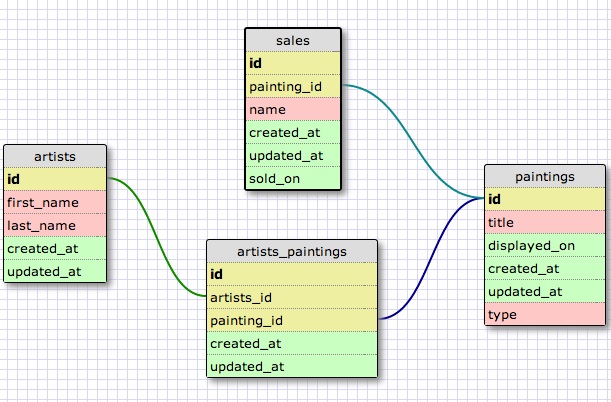 sales
id
painting_id
name
created_at
updated_at
sold_on
artists
id
first_name
last_name
created_at
updated_at
paintings
id
title
displayed_on
created_at
updated_at
type
artists_paintings
id
artists_id
painting_id
created_at
updated_at